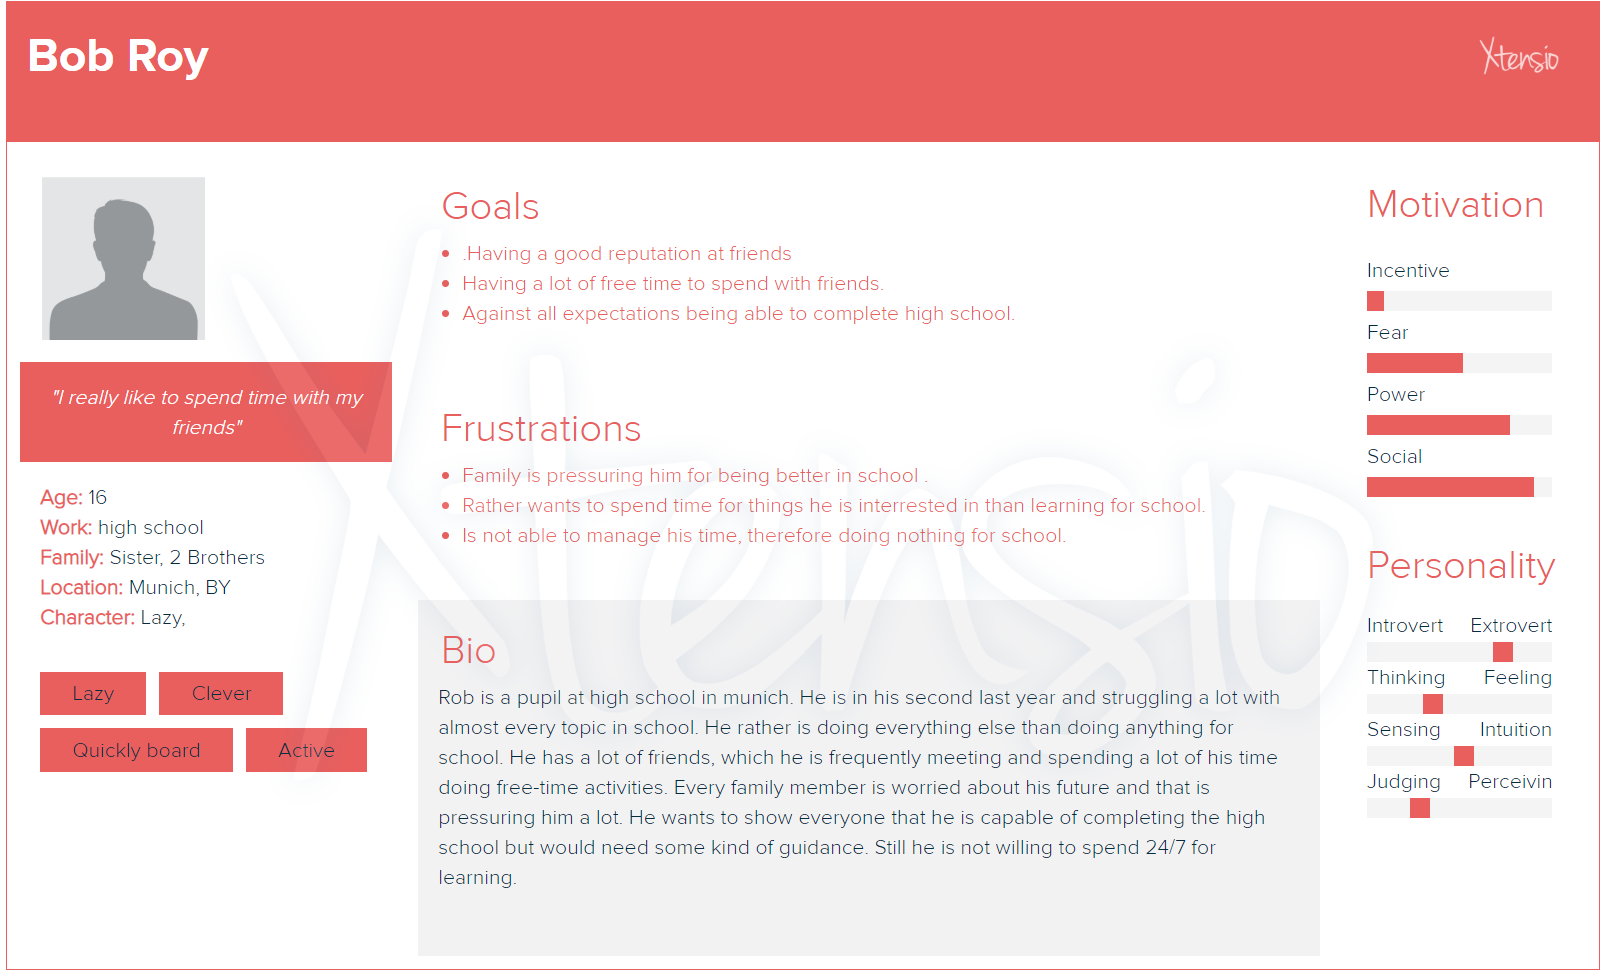 Bob Roy
Xtensio
"I really like to spend time with my
friends"
Age: 16
Work: high school
Family: Sister, 2 Brothers
Location: Munich, BY
Character: Lazy,
Lazy
Clever
Quickly board
Active
Goals
.Having a good reputation at friends
Having a lot of free time to spend with friends.
Against all expectations being able to complete high school.
Frustrations
Family is pressuring him for being better in school .
Rather wants to spend time for things he is interrested in than learning for school.
Is not able to manage his time, therefore doing nothing for school.
Bio
Rob is a pupil at high school in munich. He is in his second last year and struggling a lot with
almost every topic in school. He rather is doing everything else than doing anything for
school. He has a lot of friends, which he is frequently meeting and spending a lot of his time
doing free-time activities. Every family member is worried about his future and that is
pressuring him a lot. He wants to show everyone that he is capable of completing the high
school but would need some kind of guidance. Still he is not willing to spend 24/7 for
learning.
Motivation
Incentive
Fear
Power
Social
Personality
Introvert Extrovert
Thinking Feeling
Sensing Intuition
Judging Perceivin
Xtensio